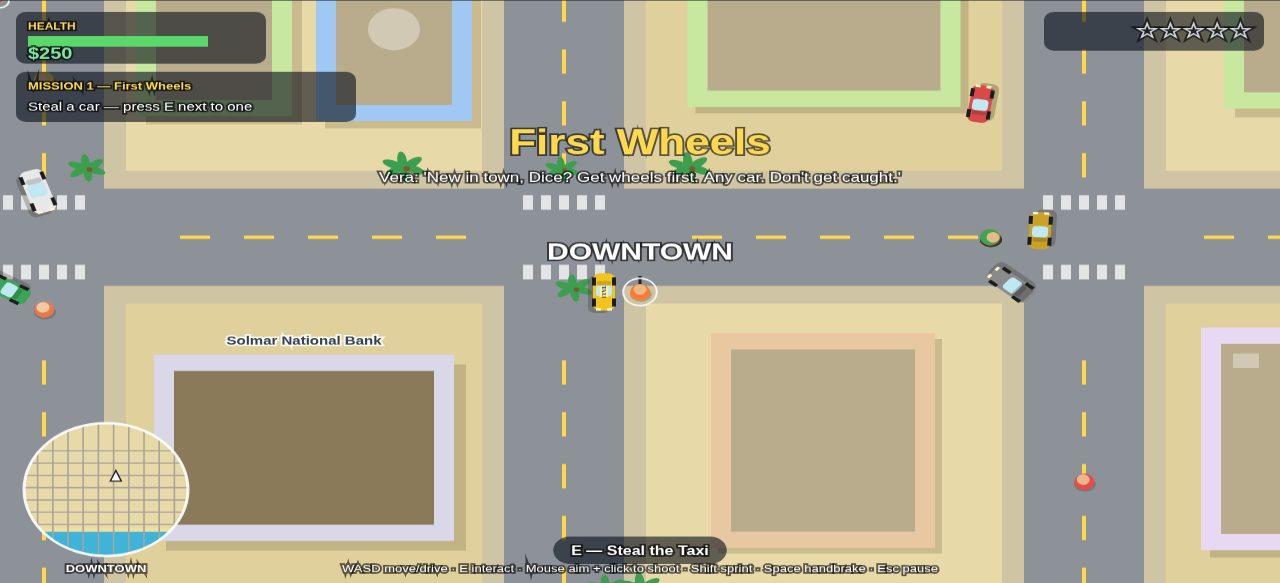 HEALTH
$250
MISSION 1 — First Wheels
Steal a car — press E next to one
First Wheels
Vera: 'New in town, Dice? Get wheels first. Any car. Don't get caught.'
DOWNTOWN
TAXI
Solmar National Bank
E — Steal the Taxi
DOWNTOWN
WASD move/drive · E interact · Mouse aim + click to shoot · Shift sprint · Space handbrake · Esc pause